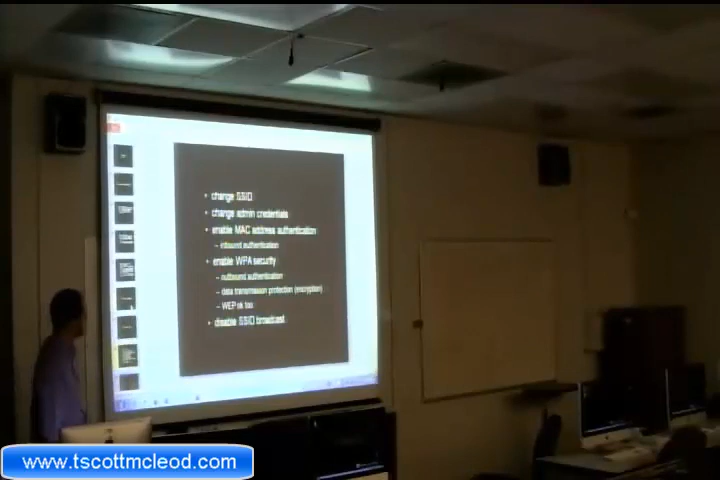 • change SSID
• change admin credentials
• enable MAC address authentication
– inbound authentication
• enable WPA security
– outbound authentication
– data transmission protection (encryption)
– WEP ok too
• disable SSID broadcast
www.tscottmcleod.com